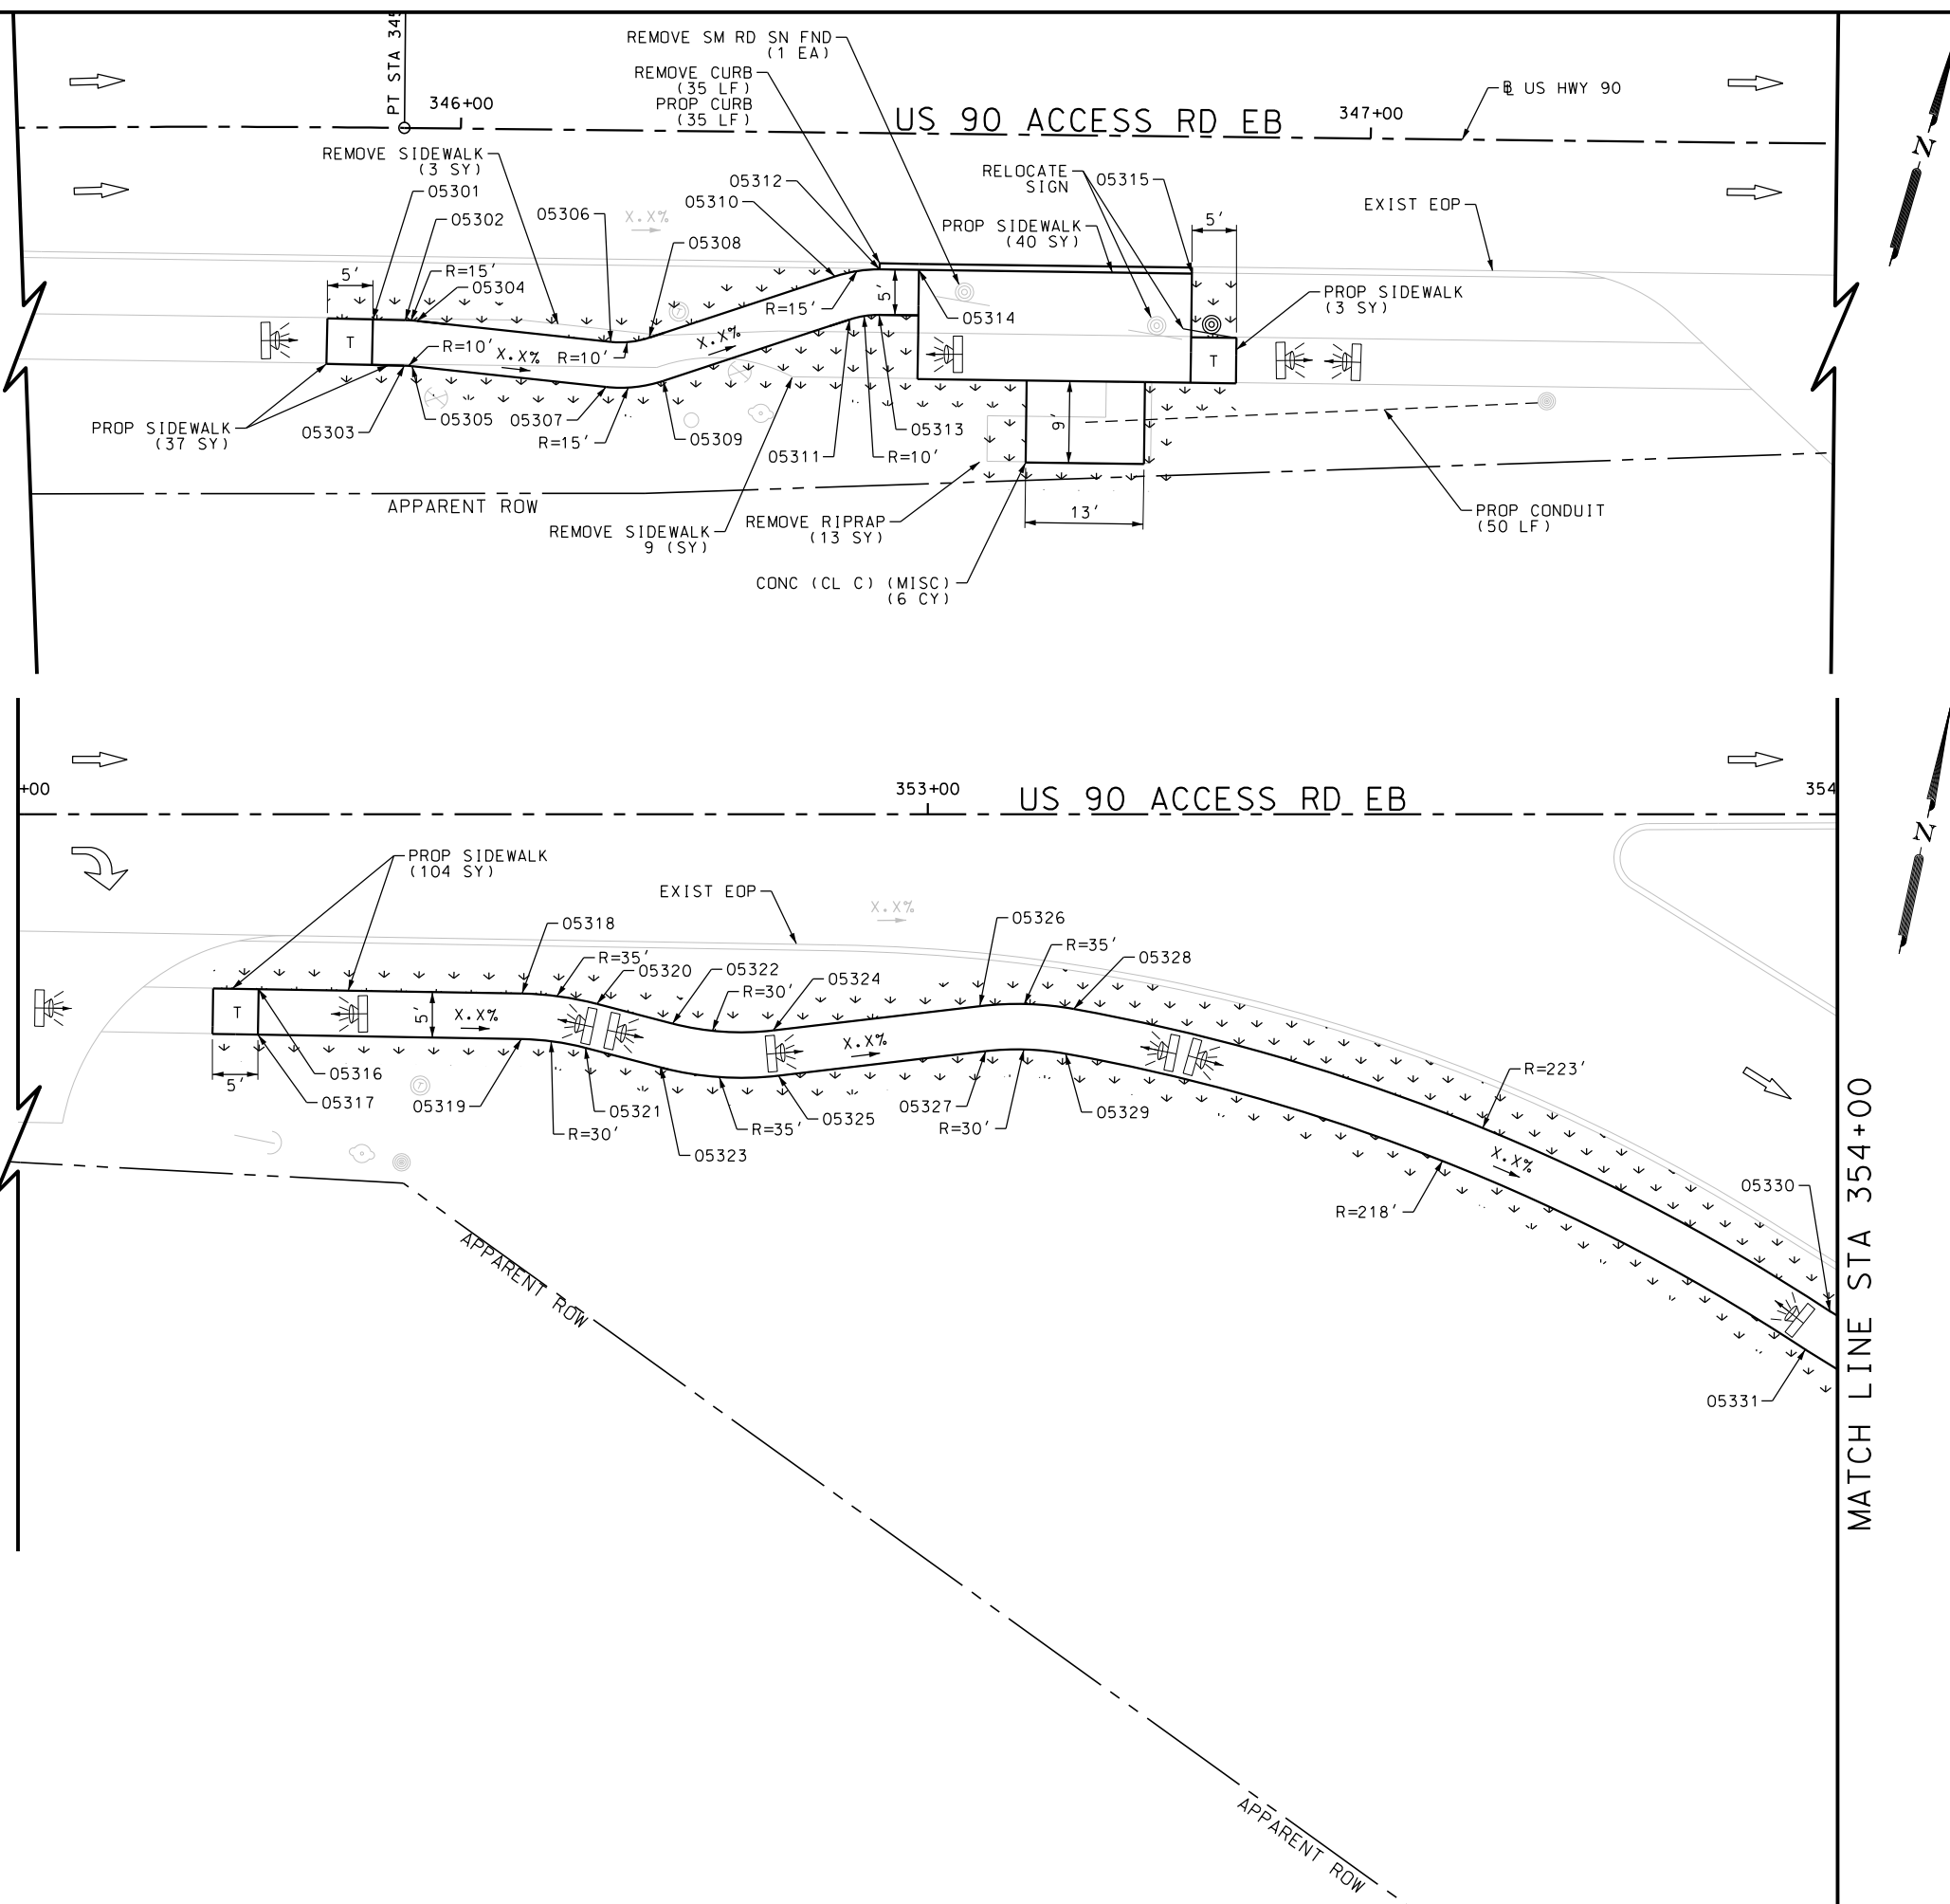 PT STA 345
346+00
REMOVE SM RD SN FND
(1 EA)
REMOVE CURB
(35 LF)
PROP CURB
(35 LF)
US 90 ACCESS RD EB
347+00
B US HWY 90
N
REMOVE SIDEWALK
(3 SY)
05301
05302
05306
X.X%
05308
05312
05310
RELOCATE
SIGN
05315
PROP SIDEWALK
(40 SY)
5'
EXIST EOP
5'
R=15'
05304
R=15'
5'
05314
PROP SIDEWALK
(3 SY)
T
R=10'
X.X%
R=10'
X.X%
T
PROP SIDEWALK
(37 SY)
05303
05305
05307
R=15'
05309
05311
R=10'
05313
9'
APPARENT ROW
REMOVE SIDEWALK
9 (SY)
REMOVE RIPRAP
(13 SY)
13'
PROP CONDUIT
(50 LF)
CONC (CL C) (MISC)
(6 CY)
+00
353+00
US 90 ACCESS RD EB
354
N
PROP SIDEWALK
(104 SY)
EXIST EOP
X.X%
05318
R=35'
05320
05322
R=30'
05324
05326
R=35'
05328
T
5'
X.X%
X.X%
5'
05316
05317
05319
R=30'
05321
05323
R=35'
05325
05327
R=30'
05329
R=223'
X.X%
R=218'
05330
05331
MATCH LINE STA 354+00
APPARENT ROW
APPARENT ROW